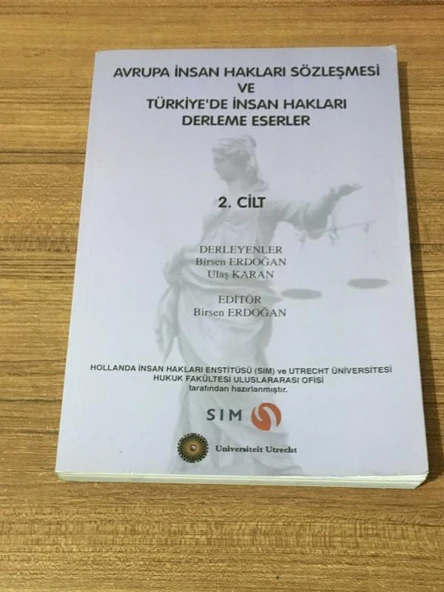 AVRUPA İNSAN HAKLARI SÖZLEŞMESİ
VE
TÜRKİYE'DE İNSAN HAKLARI
DERLEME ESERLER
2. CİLT
DERLEYENLER
Birsen ERDOĞAN
Ulaş KARAN
EDİTÖR
Birsen ERDOĞAN
HOLLANDA İNSAN HAKLARI ENSTİTÜSÜ (SIM) ve UTRECHT ÜNİVERSİTESİ
HUKUK FAKÜLTESİ ULUSLARARASI OFİSİ
tarafından hazırlanmıştır.
SIM
Universiteit Utrecht